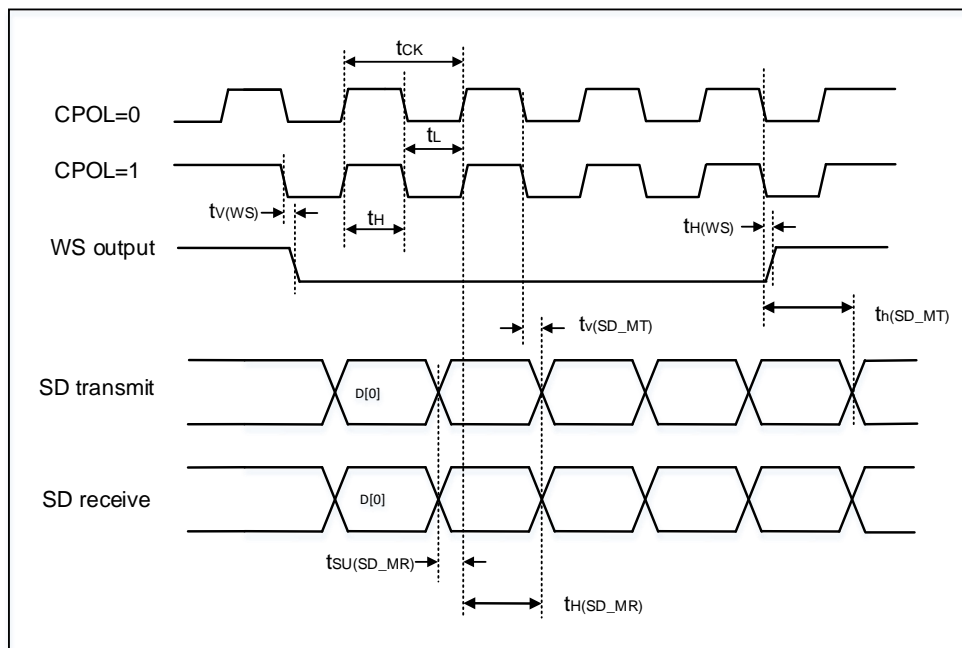 tCK
CPOL=0
tL
CPOL=1
tV(WS)
tH
tH(WS)
WS output
tv(SD_MT)
th(SD_MT)
SD transmit
D[0]
SD receive
D[0]
tSU(SD_MR)
tH(SD_MR)